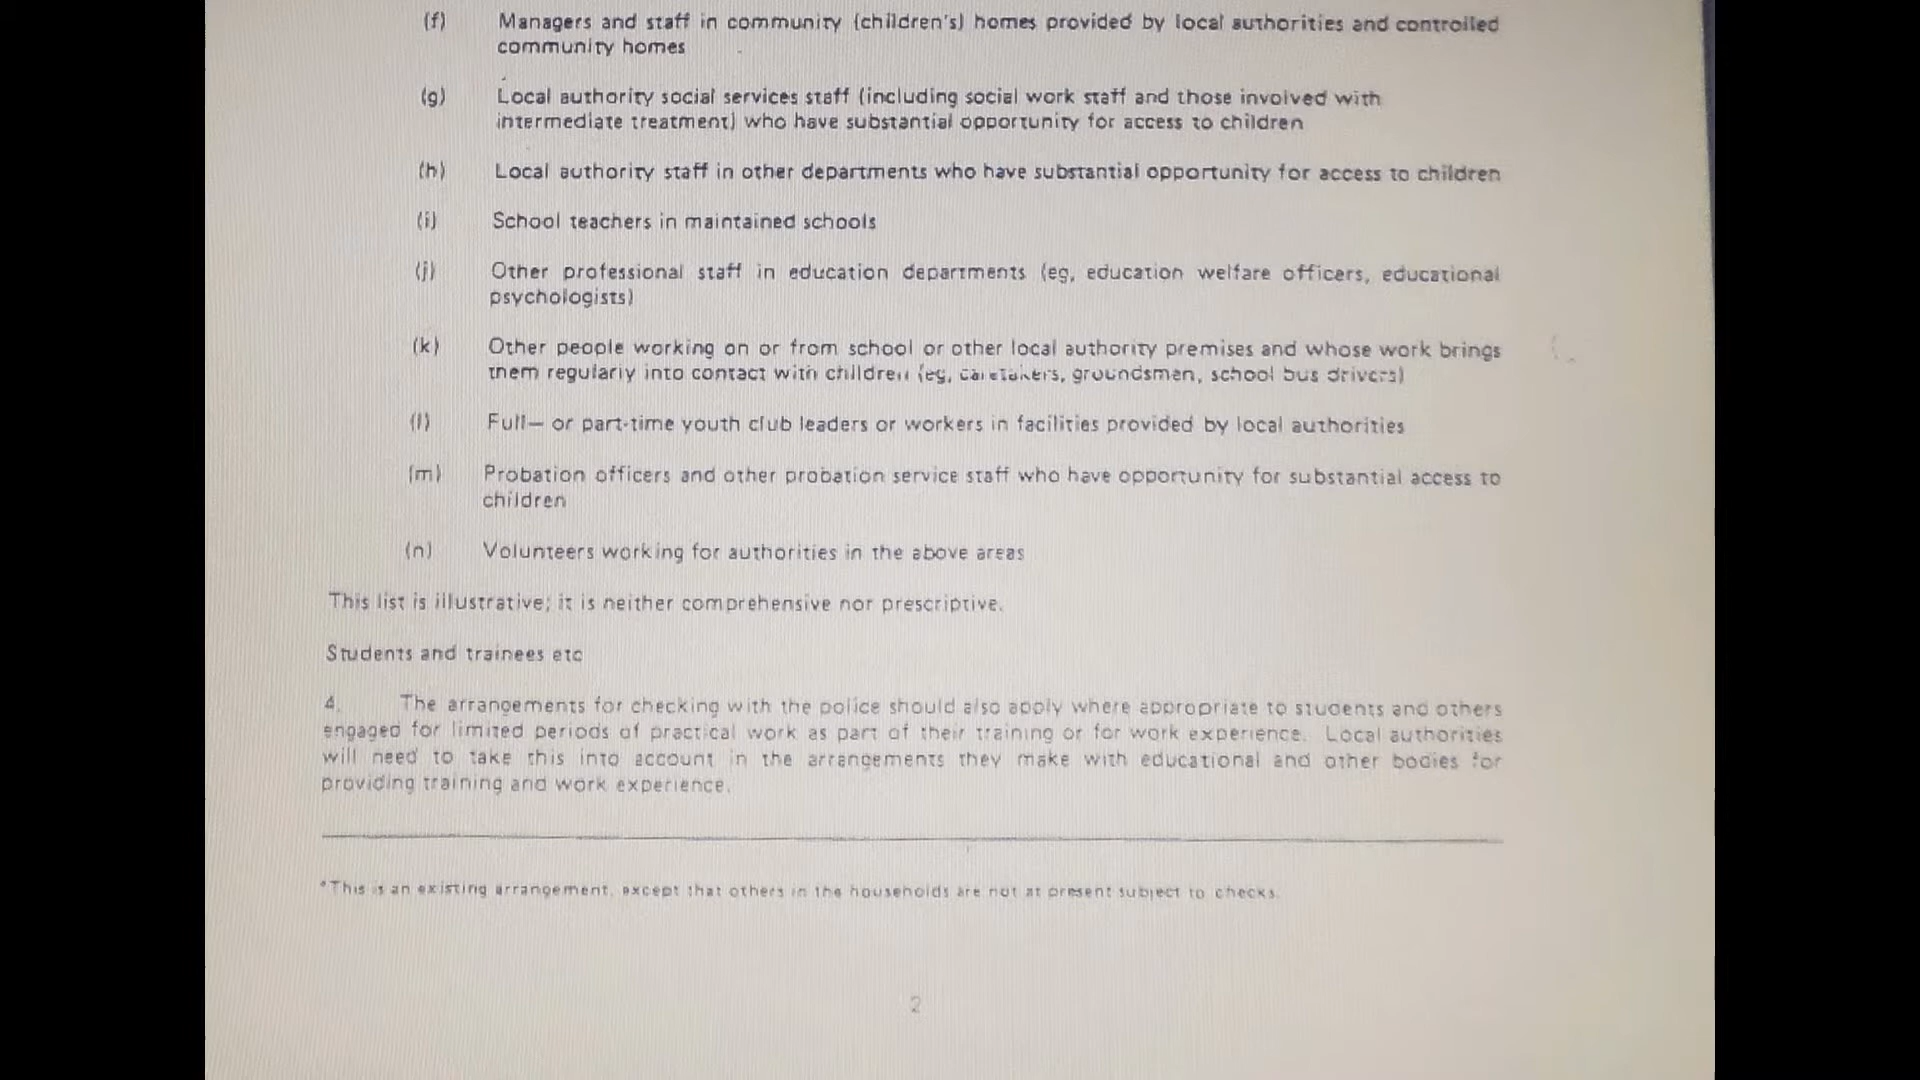 (f) Managers and staff in community (children's) homes provided by local authorities and controlled
community homes
(g) Local authority social services staff (including social work staff and those involved with
intermediate treatment) who have substantial opportunity for access to children
(h) Local authority staff in other departments who have substantial opportunity for access to children
(i) School teachers in maintained schools
(j) Other professional staff in education departments (eg, education welfare officers, educational
psychologists)
(k) Other people working on or from school or other local authority premises and whose work brings
them regularly into contact with children (eg, caretakers, groundsmen, school bus drivers)
(l) Full— or part-time youth club leaders or workers in facilities provided by local authorities
(m) Probation officers and other probation service staff who have opportunity for substantial access to
children
(n) Volunteers working for authorities in the above areas
This list is illustrative; it is neither comprehensive nor prescriptive.
Students and trainees etc
4. The arrangements for checking with the police should also apply where appropriate to students and others
engaged for limited periods of practical work as part of their training or for work experience. Local authorities
will need to take this into account in the arrangements they make with educational and other bodies for
providing training and work experience.
*This is an existing arrangement, except that others in the households are not at present subject to checks.
2